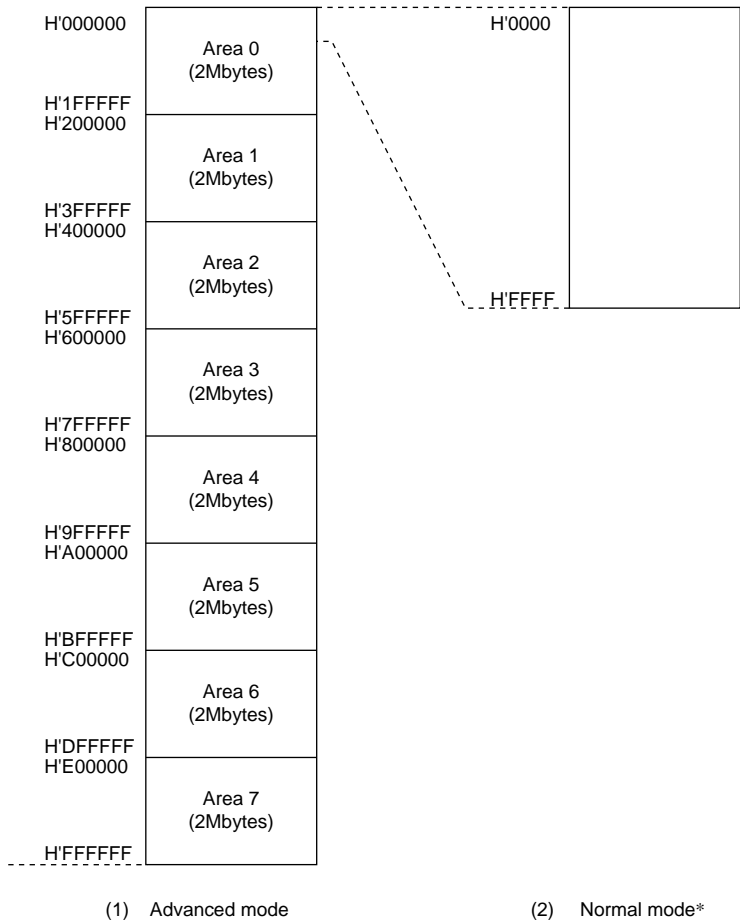 H'000000
Area 0
(2Mbytes)
H'1FFFFF
H'200000
Area 1
(2Mbytes)
H'3FFFFF
H'400000
Area 2
(2Mbytes)
H'5FFFFF
H'600000
Area 3
(2Mbytes)
H'7FFFFF
H'800000
Area 4
(2Mbytes)
H'9FFFFF
H'A00000
Area 5
(2Mbytes)
H'BFFFFF
H'C00000
Area 6
(2Mbytes)
H'DFFFFF
H'E00000
Area 7
(2Mbytes)
H'FFFFFF
(1) Advanced mode
H'0000
H'FFFF
(2) Normal mode*